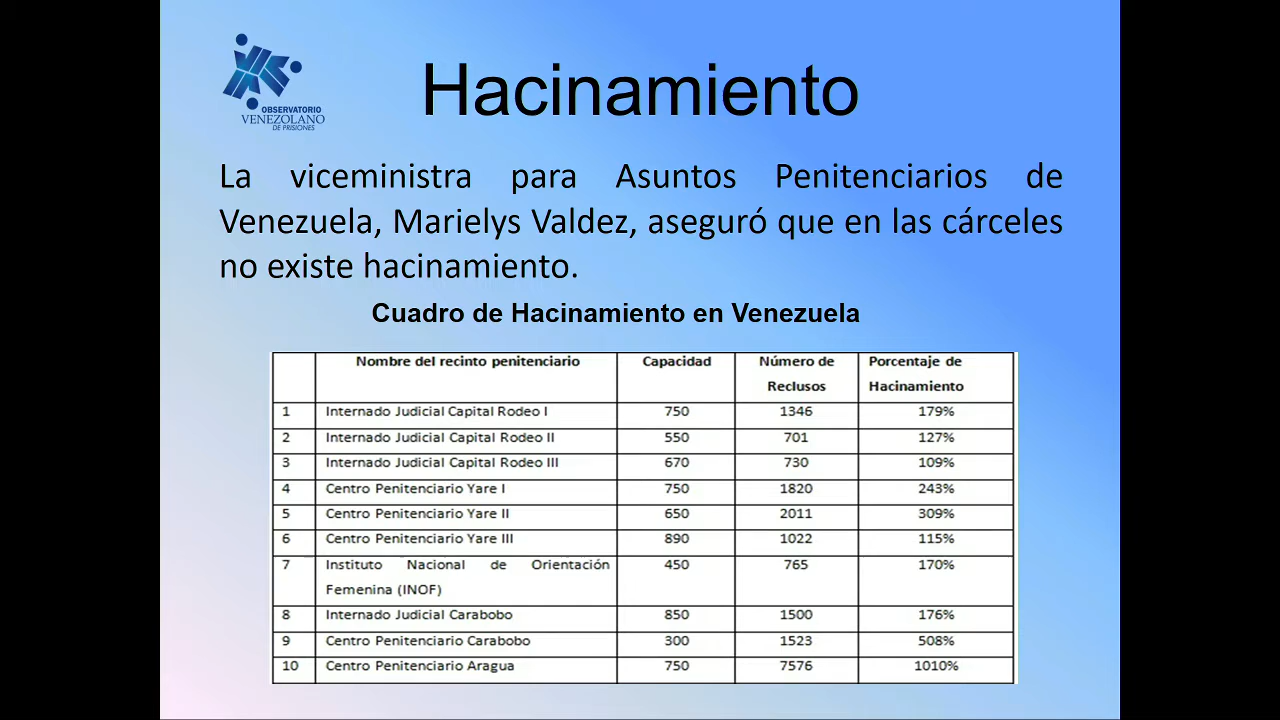 OBSERVATORIO
VENEZOLANO
DE PRISIONES
Hacinamiento
La viceministra para Asuntos Penitenciarios de
Venezuela, Marielys Valdez, aseguró que en las cárceles
no existe hacinamiento.
Cuadro de Hacinamiento en Venezuela
Nombre del recinto penitenciario Capacidad Número de Reclusos Porcentaje de Hacinamiento
1 Internado Judicial Capital Rodeo I 750 1346 179%
2 Internado Judicial Capital Rodeo II 550 701 127%
3 Internado Judicial Capital Rodeo III 670 730 109%
4 Centro Penitenciario Yare I 750 1820 243%
5 Centro Penitenciario Yare II 650 2011 309%
6 Centro Penitenciario Yare III 890 1022 115%
7 Instituto Nacional de Orientación Femenina (INOF) 450 765 170%
8 Internado Judicial Carabobo 850 1500 176%
9 Centro Penitenciario Carabobo 300 1523 508%
10 Centro Penitenciario Aragua 750 7576 1010%